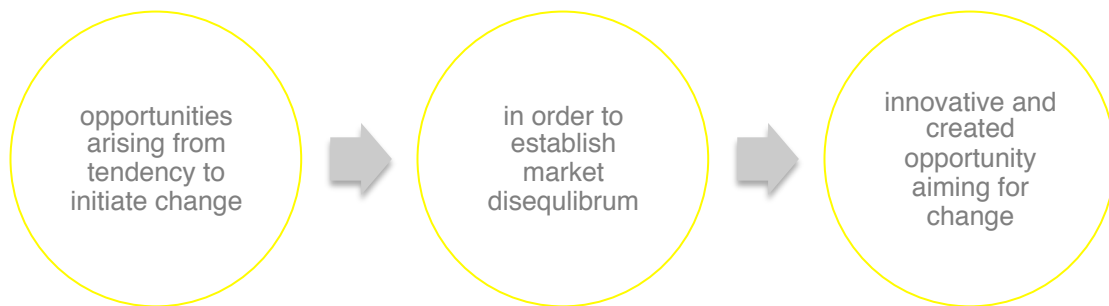 opportunities
arising from
tendency to
initiate change
in order to
establish
market
disequlibrum
innovative and
created
opportunity
aiming for
change